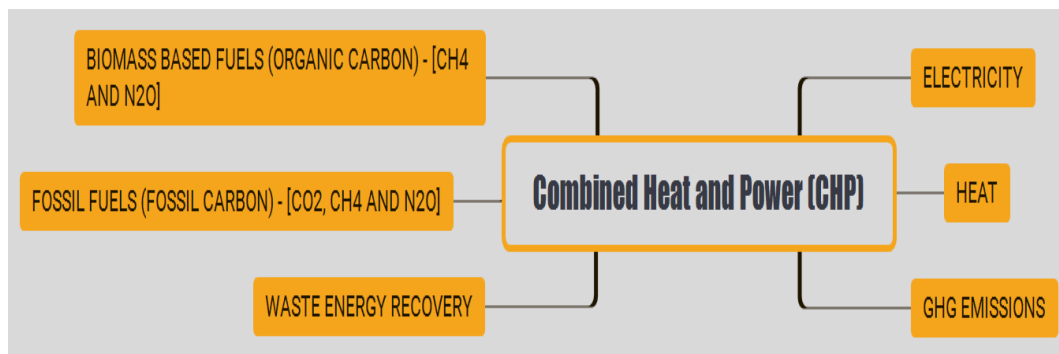 BIOMASS BASED FUELS (ORGANIC CARBON) - [CH4
AND N2O]
FOSSIL FUELS (FOSSIL CARBON) - [CO2, CH4 AND N2O]
WASTE ENERGY RECOVERY
Combined Heat and Power (CHP)
ELECTRICITY
HEAT
GHG EMISSIONS